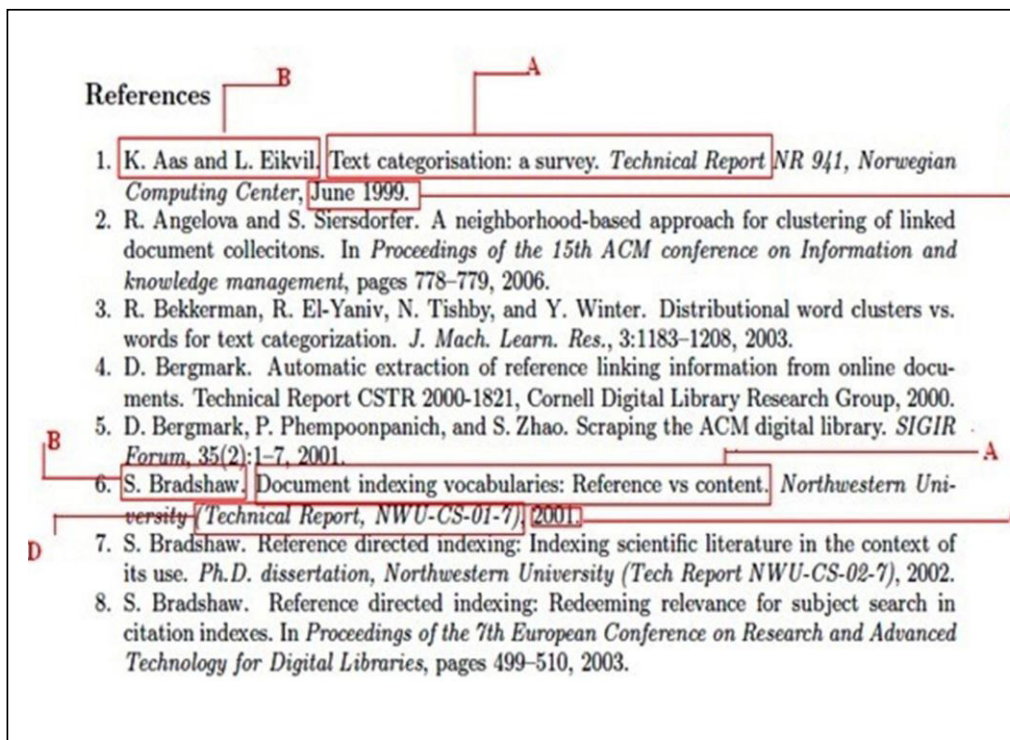 A
B
References
1. K. Aas and L. Eikvil. Text categorisation: a survey. Technical Report NR 941, Norwegian
Computing Center, June 1999.
2. R. Angelova and S. Siersdorfer. A neighborhood-based approach for clustering of linked
document collecitons. In Proceedings of the 15th ACM conference on Information and
knowledge management, pages 778–779, 2006.
3. R. Bekkerman, R. El-Yaniv, N. Tishby, and Y. Winter. Distributional word clusters vs.
words for text categorization. J. Mach. Learn. Res., 3:1183–1208, 2003.
4. D. Bergmark. Automatic extraction of reference linking information from online docu-
ments. Technical Report CSTR 2000-1821, Cornell Digital Library Research Group, 2000.
5. D. Bergmark, P. Phempoonpanich, and S. Zhao. Scraping the ACM digital library. SIGIR
B
Forum, 35(2):1–7, 2001.
A
6. S. Bradshaw. Document indexing vocabularies: Reference vs content. Northwestern Uni-
versity (Technical Report, NWU-CS-01-7), 2001.
D
7. S. Bradshaw. Reference directed indexing: Indexing scientific literature in the context of
its use. Ph.D. dissertation, Northwestern University (Tech Report NWU-CS-02-7), 2002.
8. S. Bradshaw. Reference directed indexing: Redeeming relevance for subject search in
citation indexes. In Proceedings of the 7th European Conference on Research and Advanced
Technology for Digital Libraries, pages 499–510, 2003.